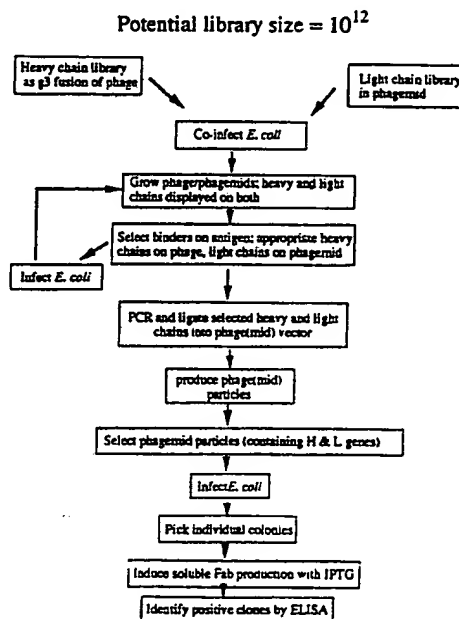 Potential library size = 10¹²
Heavy chain library
as g3 fusion of phage
Light chain library
in phagemid
Co-infect E. coli
Grow phage/phagemids; heavy and light
chains displayed on both
Select binders on antigen; appropriate heavy
chains on phage, light chains on phagemid
Infect E. coli
PCR and ligate selected heavy and light
chains into phage(mid) vector
produce phage(mid)
particles
Select phagemid particles (containing H & L genes)
Infect E. coli
Pick individual colonies
Induce soluble Fab production with IPTG
Identify positive clones by ELISA